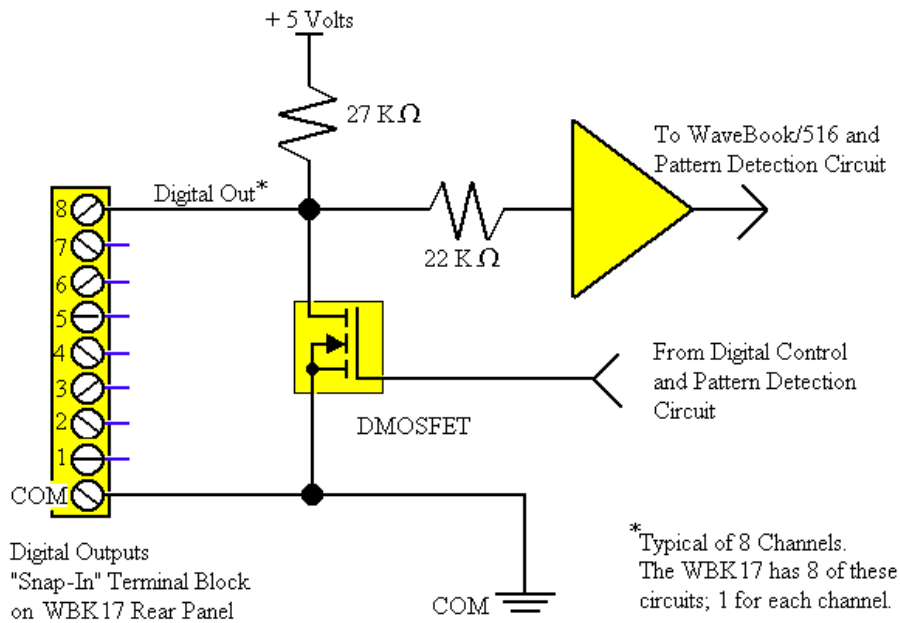 + 5 Volts
27 KΩ
To WaveBook/516 and
Pattern Detection
Circuit
Digital Out*
8
7
22 KΩ
6
5
4
From Digital Control
and Pattern Detection
Circuit
3
2
DMOSFET
1
COM
Digital Outputs
"Snap-In" Terminal Block
on WBK17 Rear Panel
COM
*Typical of 8 Channels.
The WBK17 has 8 of these
circuits; 1 for each channel.